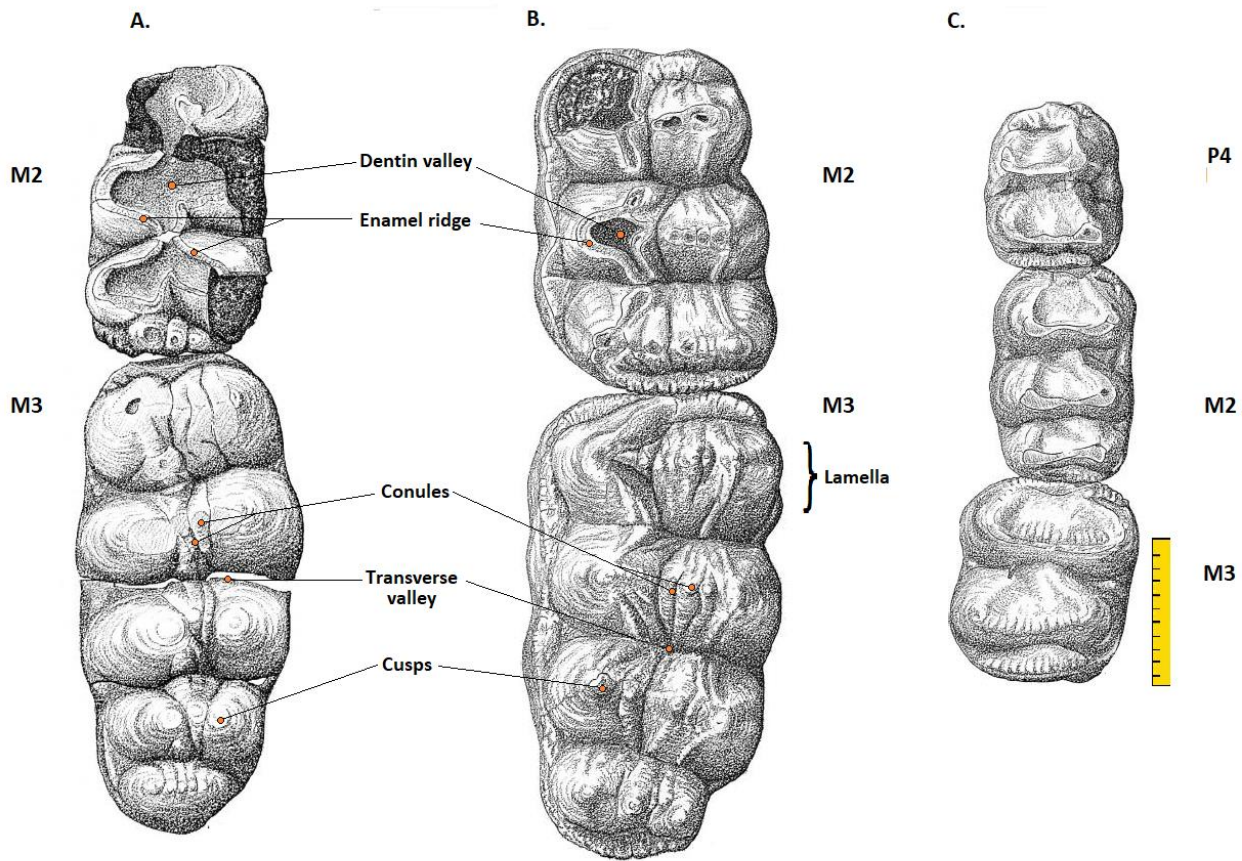 A.
B.
C.
M2
Dentin valley
M2
P4
Enamel ridge
M3
M3
M2
Lamella
Conules
Transverse
valley
M3
Cusps